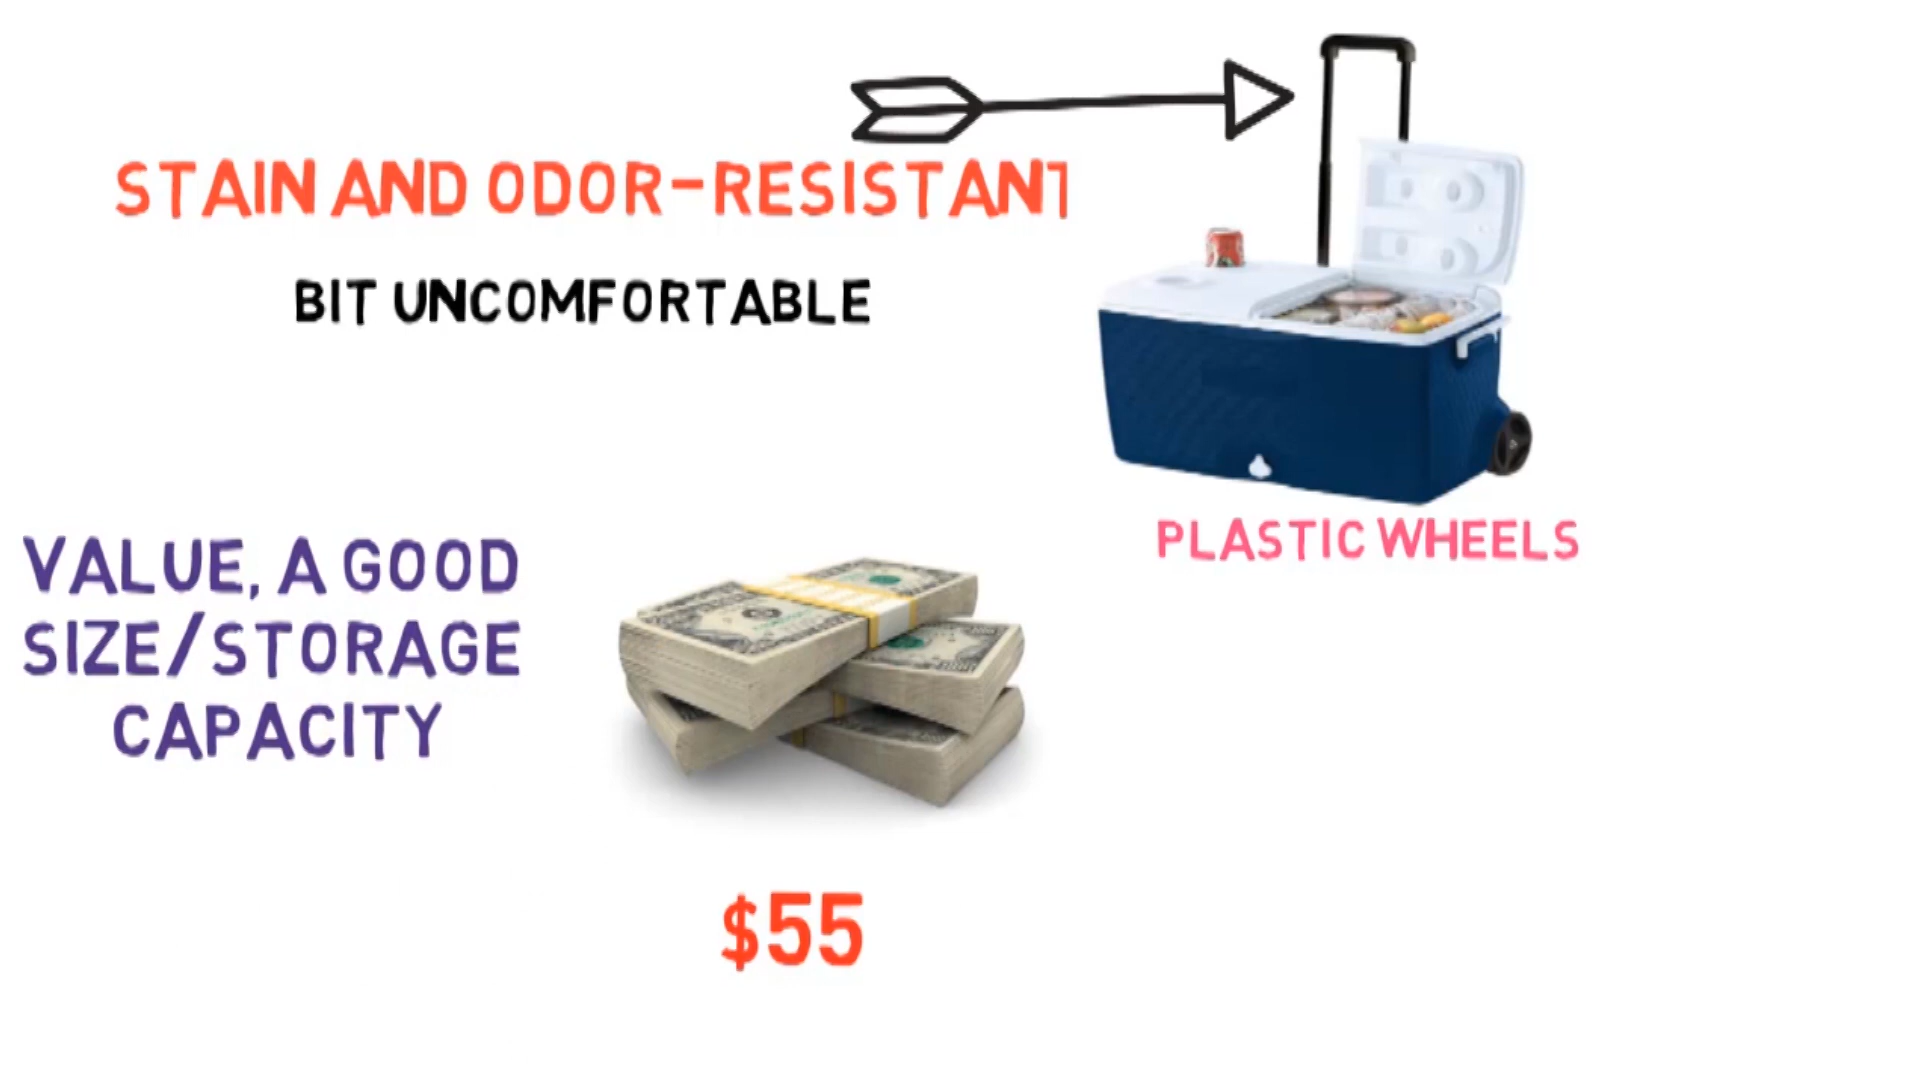 STAIN AND ODOR-RESISTANT
BIT UNCOMFORTABLE
PLASTIC WHEELS
VALUE, A GOOD
SIZE/STORAGE
CAPACITY
$55